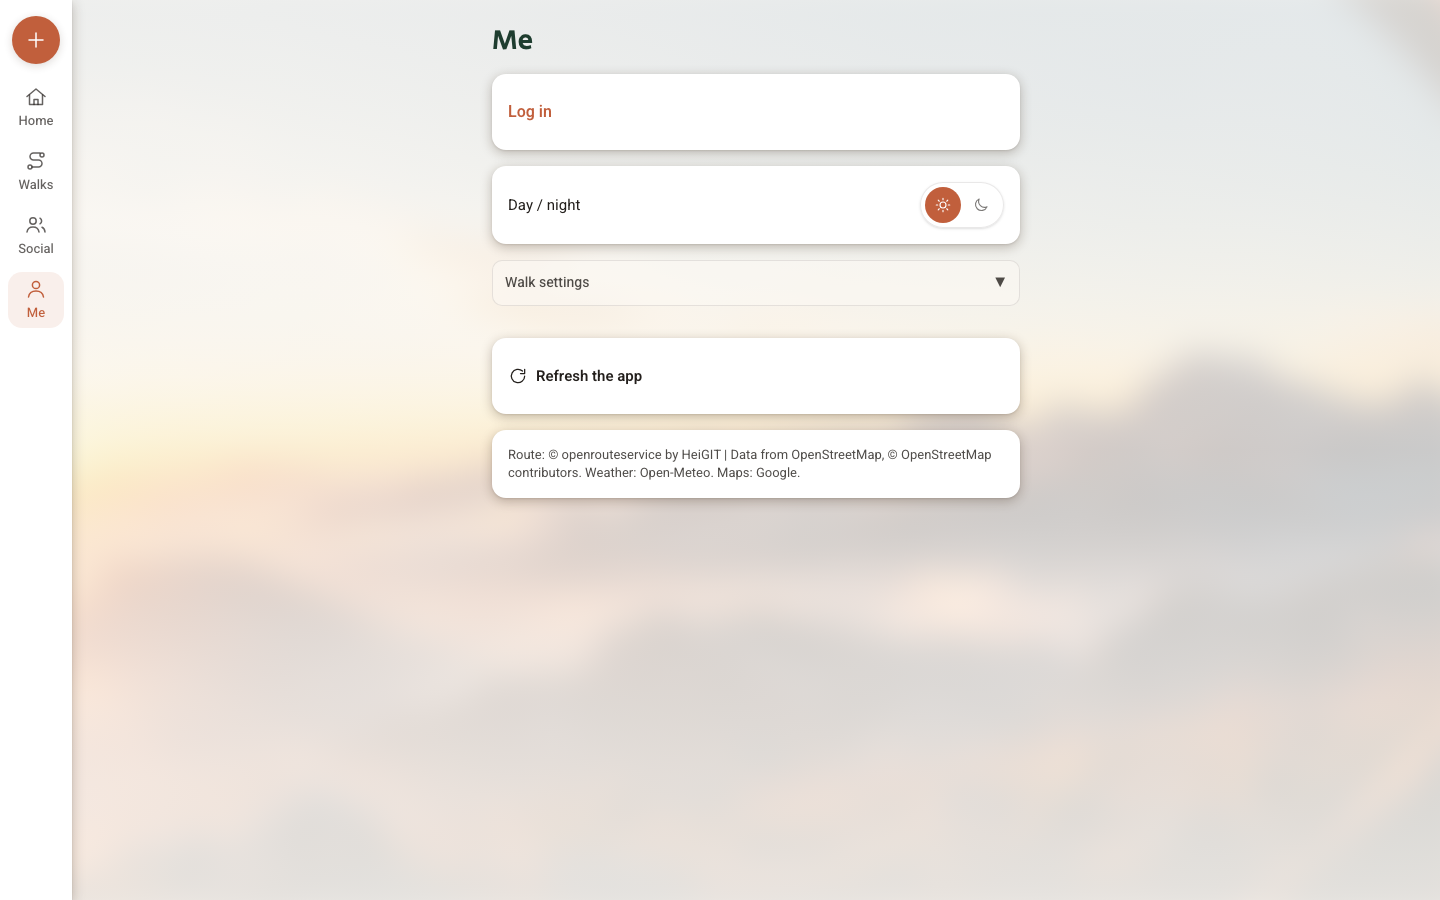 Me
Log in
Day / night
Walk settings
Refresh the app
Route: © openrouteservice by HeiGIT | Data from OpenStreetMap, © OpenStreetMap
contributors. Weather: Open-Meteo. Maps: Google.
Home
Walks
Social
Me